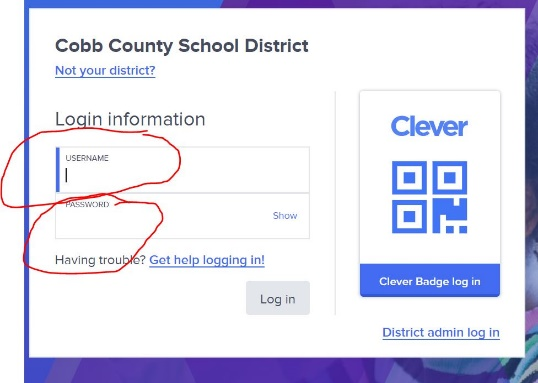 Cobb County School District
Not your district?
Login information
USERNAME
PASSWORD
Show
Having trouble? Get help logging in!
Log in
Clever
Clever Badge log in
District admin log in